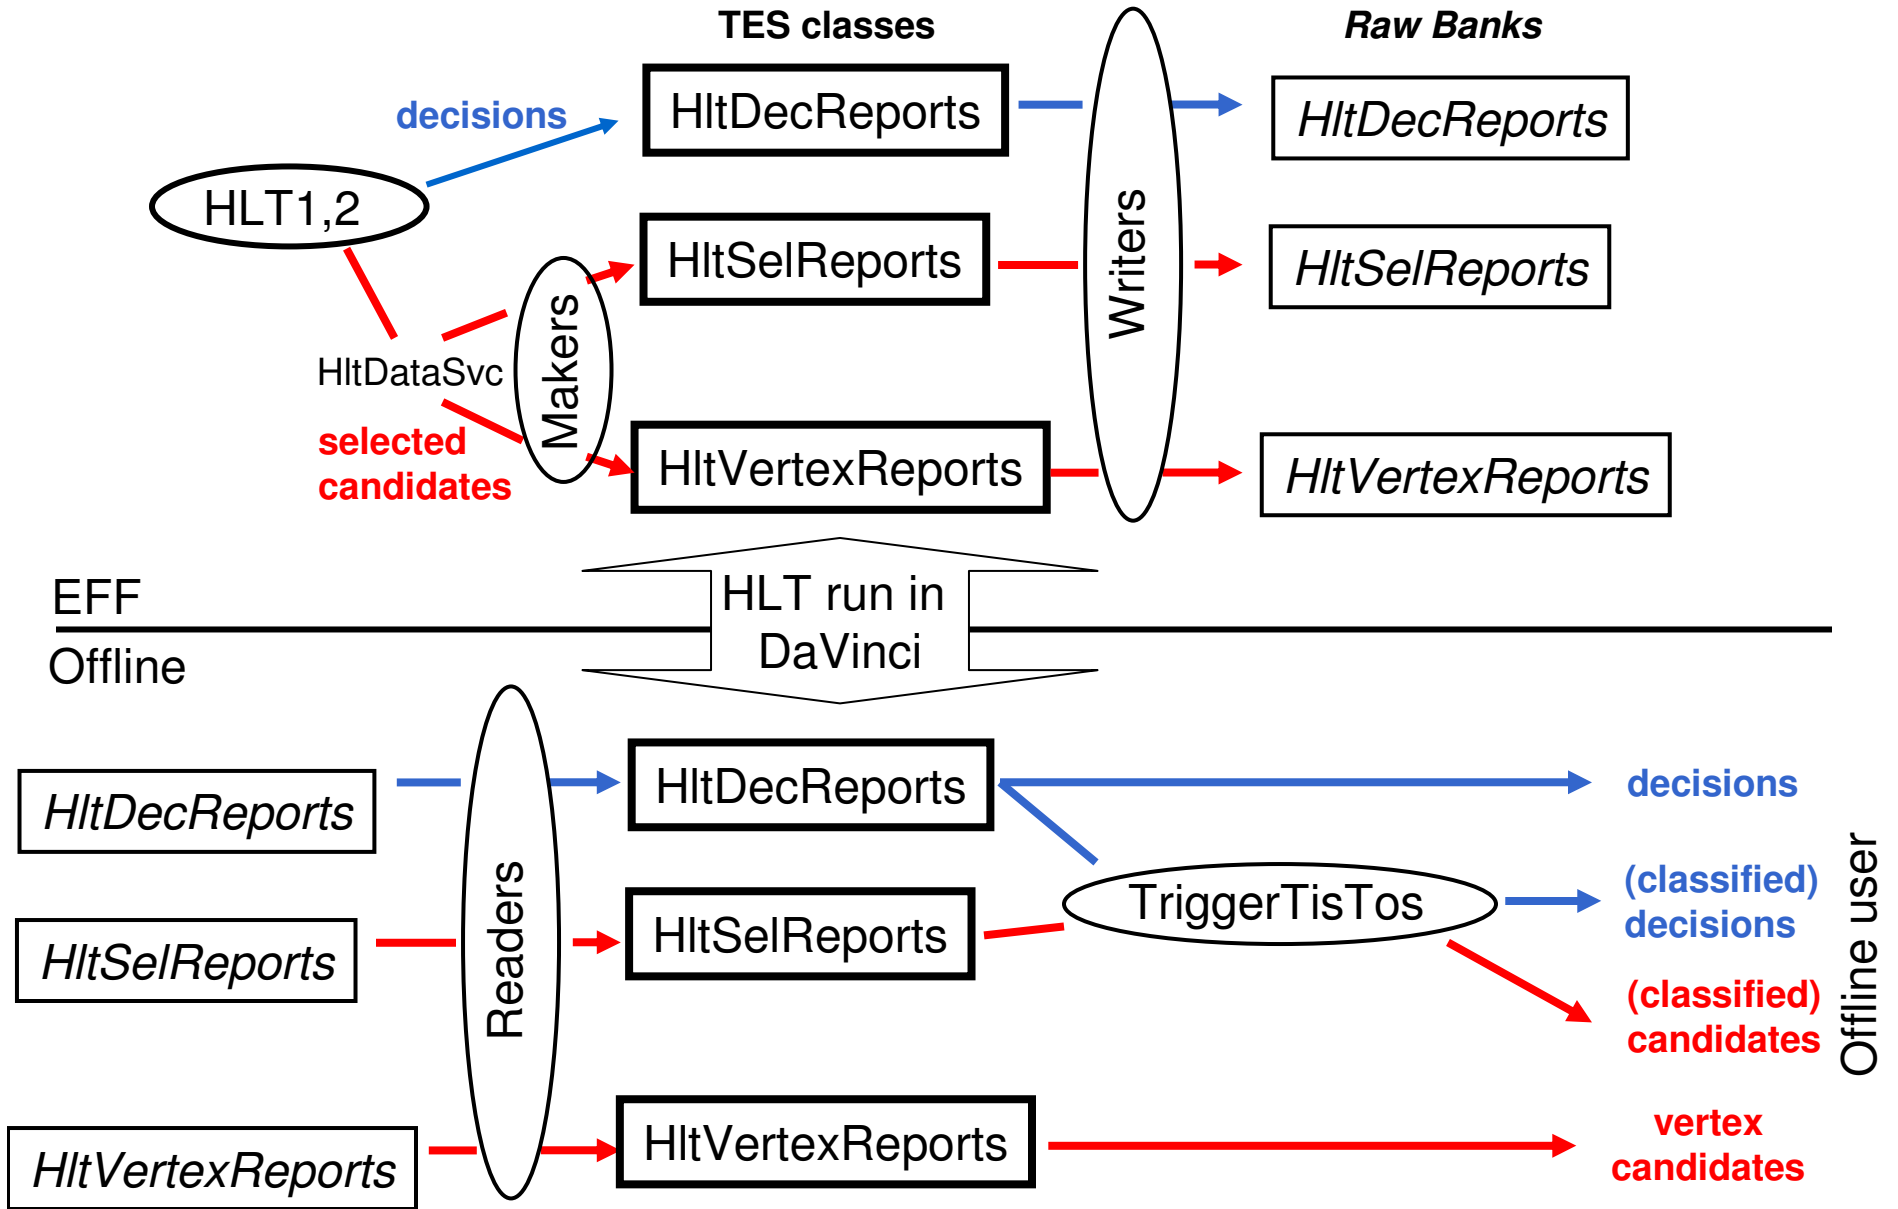 TES classes
Raw Banks
decisions
HltDecReports
HltDecReports
HLT1,2
HltSelReports
HltSelReports
Makers
Writers
HltDataSvc
selected
candidates
HltVertexReports
HltVertexReports
EFF
HLT run in
DaVinci
Offline
HltDecReports
HltDecReports
decisions
Readers
HltSelReports
HltSelReports
TriggerTisTos
(classified)
decisions
(classified)
candidates
Offline user
HltVertexReports
HltVertexReports
vertex
candidates